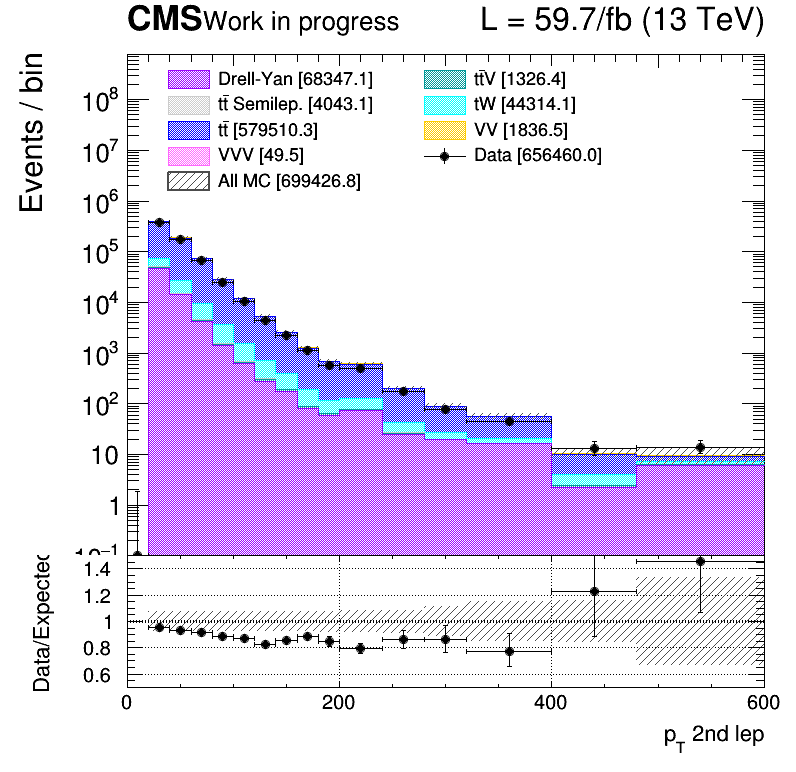 CMS Work in progress L = 59.7/fb (13 TeV)
Events / bin
Drell-Yan [68347.1]
tt̄V [1326.4]
tt̄ Semilep. [4043.1]
tW [44314.1]
tt̄ [579510.3]
VV [1836.5]
VVV [49.5]
Data [656460.0]
All MC [699426.8]
10⁸
10⁷
10⁶
10⁵
10⁴
10³
10²
10
1
10⁻¹
Data/Expected
1.4
1.2
1
0.8
0.6
0 200 400 600
p_T 2nd lep